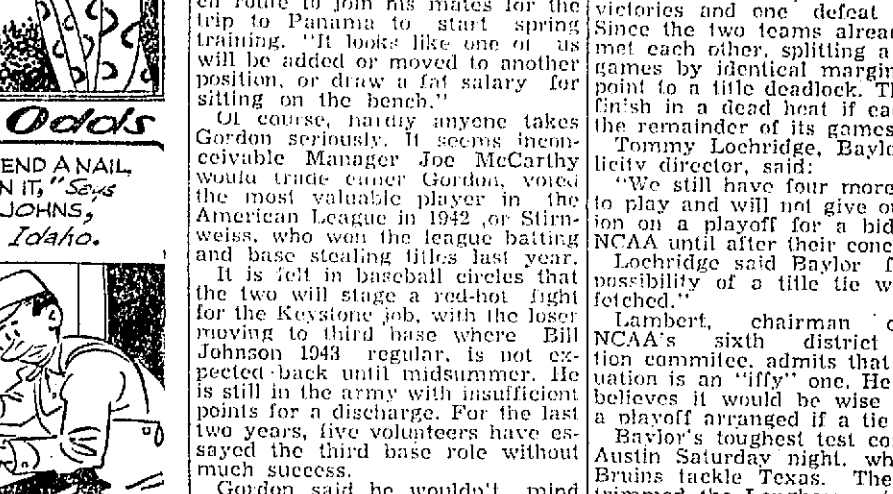 Odds
END A NAIL
N IT," Says
JOHNS,
Idaho.
en route to join his mates for the
trip to Panama to start spring
training. "It looks like one of us
will be added or moved to another
position, or draw a fat salary for
sitting on the bench."
Of course, hardly anyone takes
Gordon seriously. It seems incon-
ceivable Manager Joe McCarthy
would trade either Gordon, voted
the most valuable player in the
American League in 1942 ,or Stirn-
weiss, who won the league batting
and base stealing titles last year.
It is felt in baseball circles that
the two will stage a red-hot fight
for the Keystone job, with the loser
moving to third base where Bill
Johnson 1943 regular, is not ex-
pected back until midsummer. He
is still in the army with insufficient
points for a discharge. For the last
two years, five volunteers have es-
sayed the third base role without
much success.
Gordon said he wouldn't mind
victories and one defeat
Since the two teams alrea
met each other, splitting a
games by identical margin
point to a title deadlock. Th
finish in a dead heat if ea
the remainder of its games
Tommy Lochridge, Baylo
licity director, said:
"We still have four more
to play and will not give o
ion on a playoff for a bid
NCAA until after their conc
Lochridge said Baylor f
possibility of a title tie w
fetched."
Lambert, chairman o
NCAA's sixth district
tion commitee, admits that
uation is an "iffy" one. He
believes it would be wise
a playoff arranged if a tie
Baylor's toughest test co
Austin Saturday night, wh
Bruins tackle Texas. The
trimmed the Longhorn